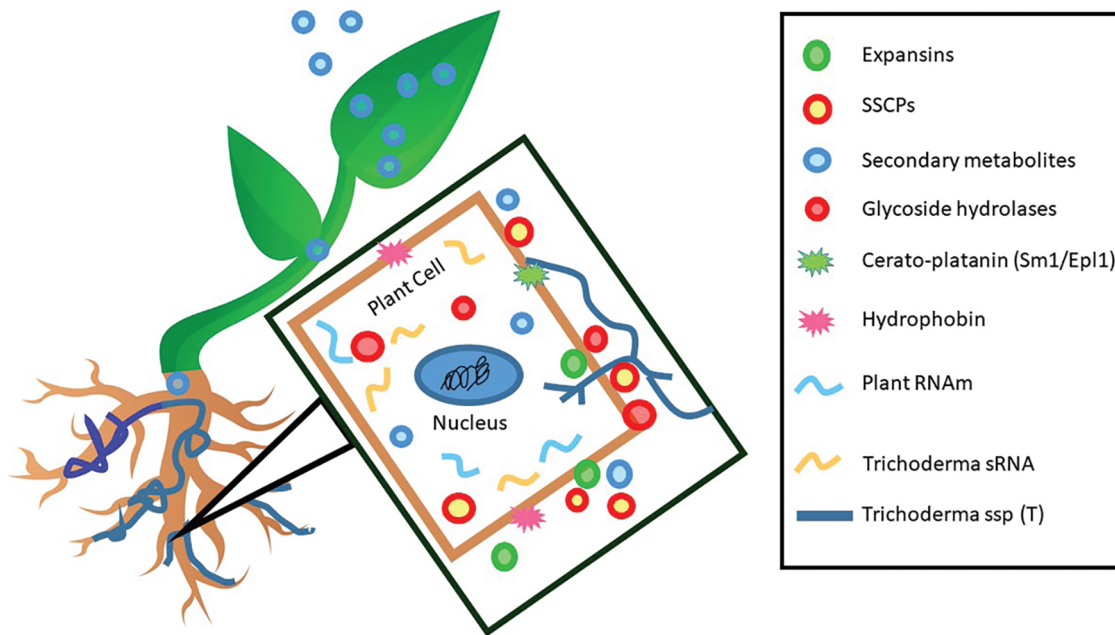 Plant Cell
Nucleus
Expansins
SSCPs
Secondary metabolites
Glycoside hydrolases
Cerato-platanin (Sm1/Epl1)
Hydrophobin
Plant RNAm
Trichoderma sRNA
Trichoderma ssp (T)